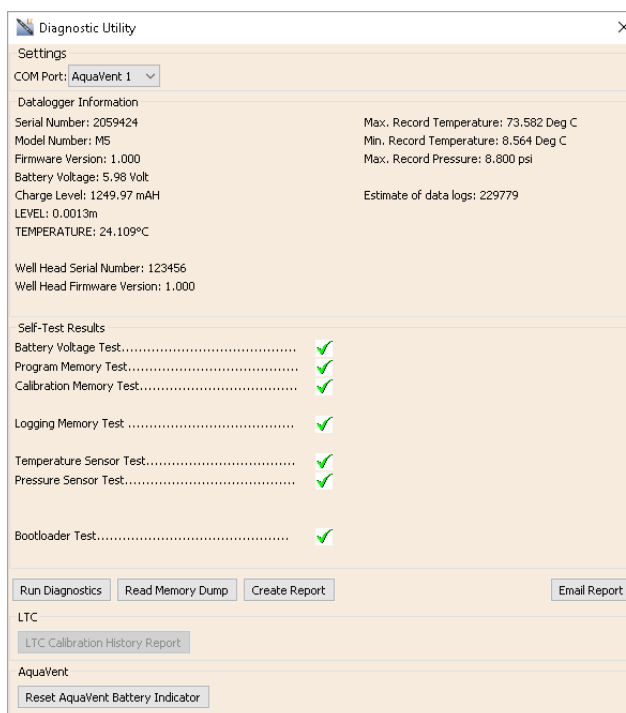 Diagnostic Utility
Settings
COM Port: AquaVent 1
Datalogger Information
Serial Number: 2059424
Model Number: M5
Firmware Version: 1.000
Battery Voltage: 5.98 Volt
Charge Level: 1249.97 mAH
LEVEL: 0.0013m
TEMPERATURE: 24.109°C
Well Head Serial Number: 123456
Well Head Firmware Version: 1.000
Max. Record Temperature: 73.582 Deg C
Min. Record Temperature: 8.564 Deg C
Max. Record Pressure: 8.800 psi
Estimate of data logs: 229779
Self-Test Results
Battery Voltage Test.........................................
Program Memory Test........................................
Calibration Memory Test.....................................
Logging Memory Test .......................................
Temperature Sensor Test...................................
Pressure Sensor Test........................................
Bootloader Test.............................................
Run Diagnostics Read Memory Dump Create Report Email Report
LTC
LTC Calibration History Report
AquaVent
Reset AquaVent Battery Indicator